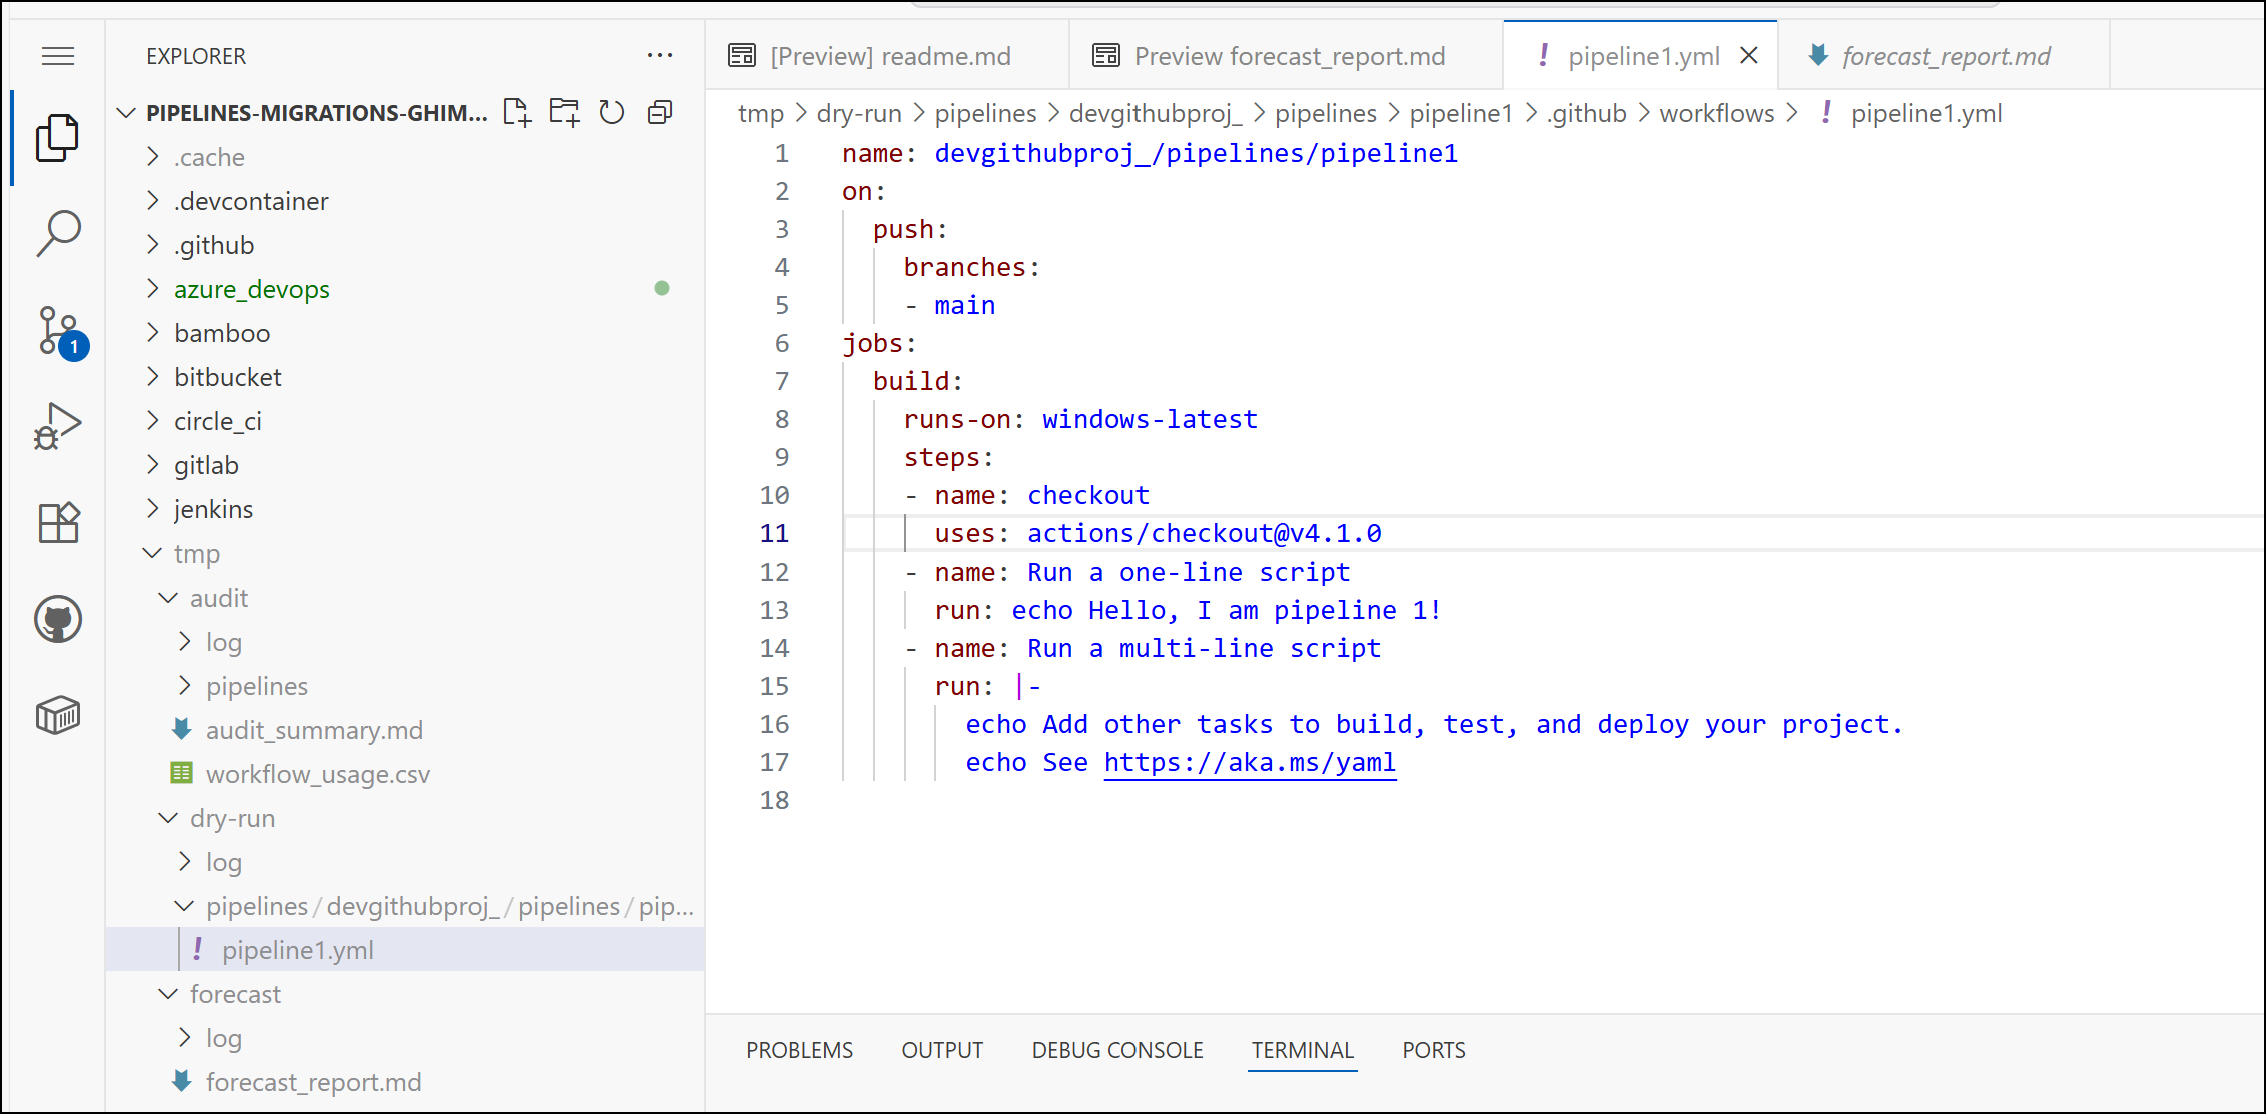 EXPLORER
PIPELINES-MIGRATIONS-GHIM...
.cache
.devcontainer
.github
azure_devops
bamboo
bitbucket
circle_ci
gitlab
jenkins
tmp
audit
log
pipelines
audit_summary.md
workflow_usage.csv
dry-run
log
pipelines/devgithubproj_/pipelines/pip...
! pipeline1.yml
forecast
log
forecast_report.md
1
[Preview] readme.md
Preview forecast_report.md
! pipeline1.yml
forecast_report.md
tmp > dry-run > pipelines > devgithubproj_ > pipelines > pipeline1 > .github > workflows > ! pipeline1.yml
1 name: devgithubproj_/pipelines/pipeline1
2 on:
3 push:
4 branches:
5 - main
6 jobs:
7 build:
8 runs-on: windows-latest
9 steps:
10 - name: checkout
11 uses: actions/checkout@v4.1.0
12 - name: Run a one-line script
13 run: echo Hello, I am pipeline 1!
14 - name: Run a multi-line script
15 run: |-
16 echo Add other tasks to build, test, and deploy your project.
17 echo See https://aka.ms/yaml
18
PROBLEMS OUTPUT DEBUG CONSOLE TERMINAL PORTS